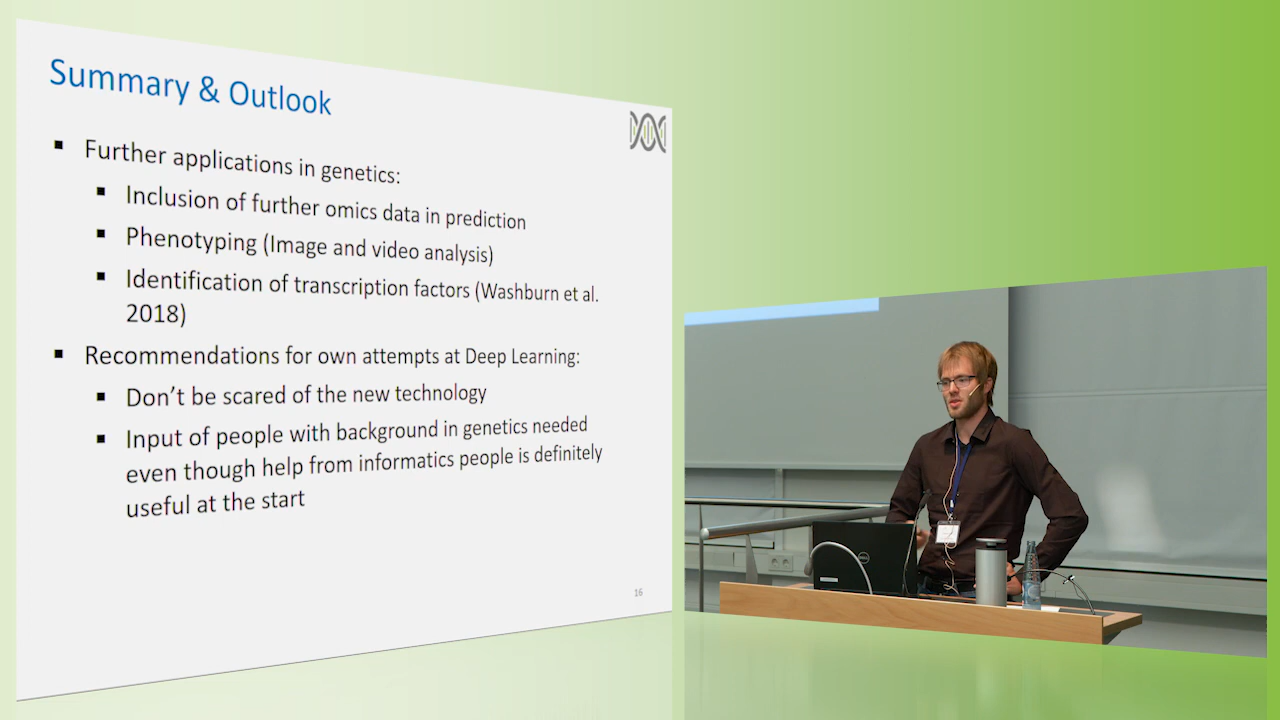 Summary & Outlook
▪ Further applications in genetics:
▪ Inclusion of further omics data in prediction
▪ Phenotyping (Image and video analysis)
▪ Identification of transcription factors (Washburn et al.
2018)
▪ Recommendations for own attempts at Deep Learning:
▪ Don’t be scared of the new technology
▪ Input of people with background in genetics needed
even though help from informatics people is definitely
useful at the start
16
DELL